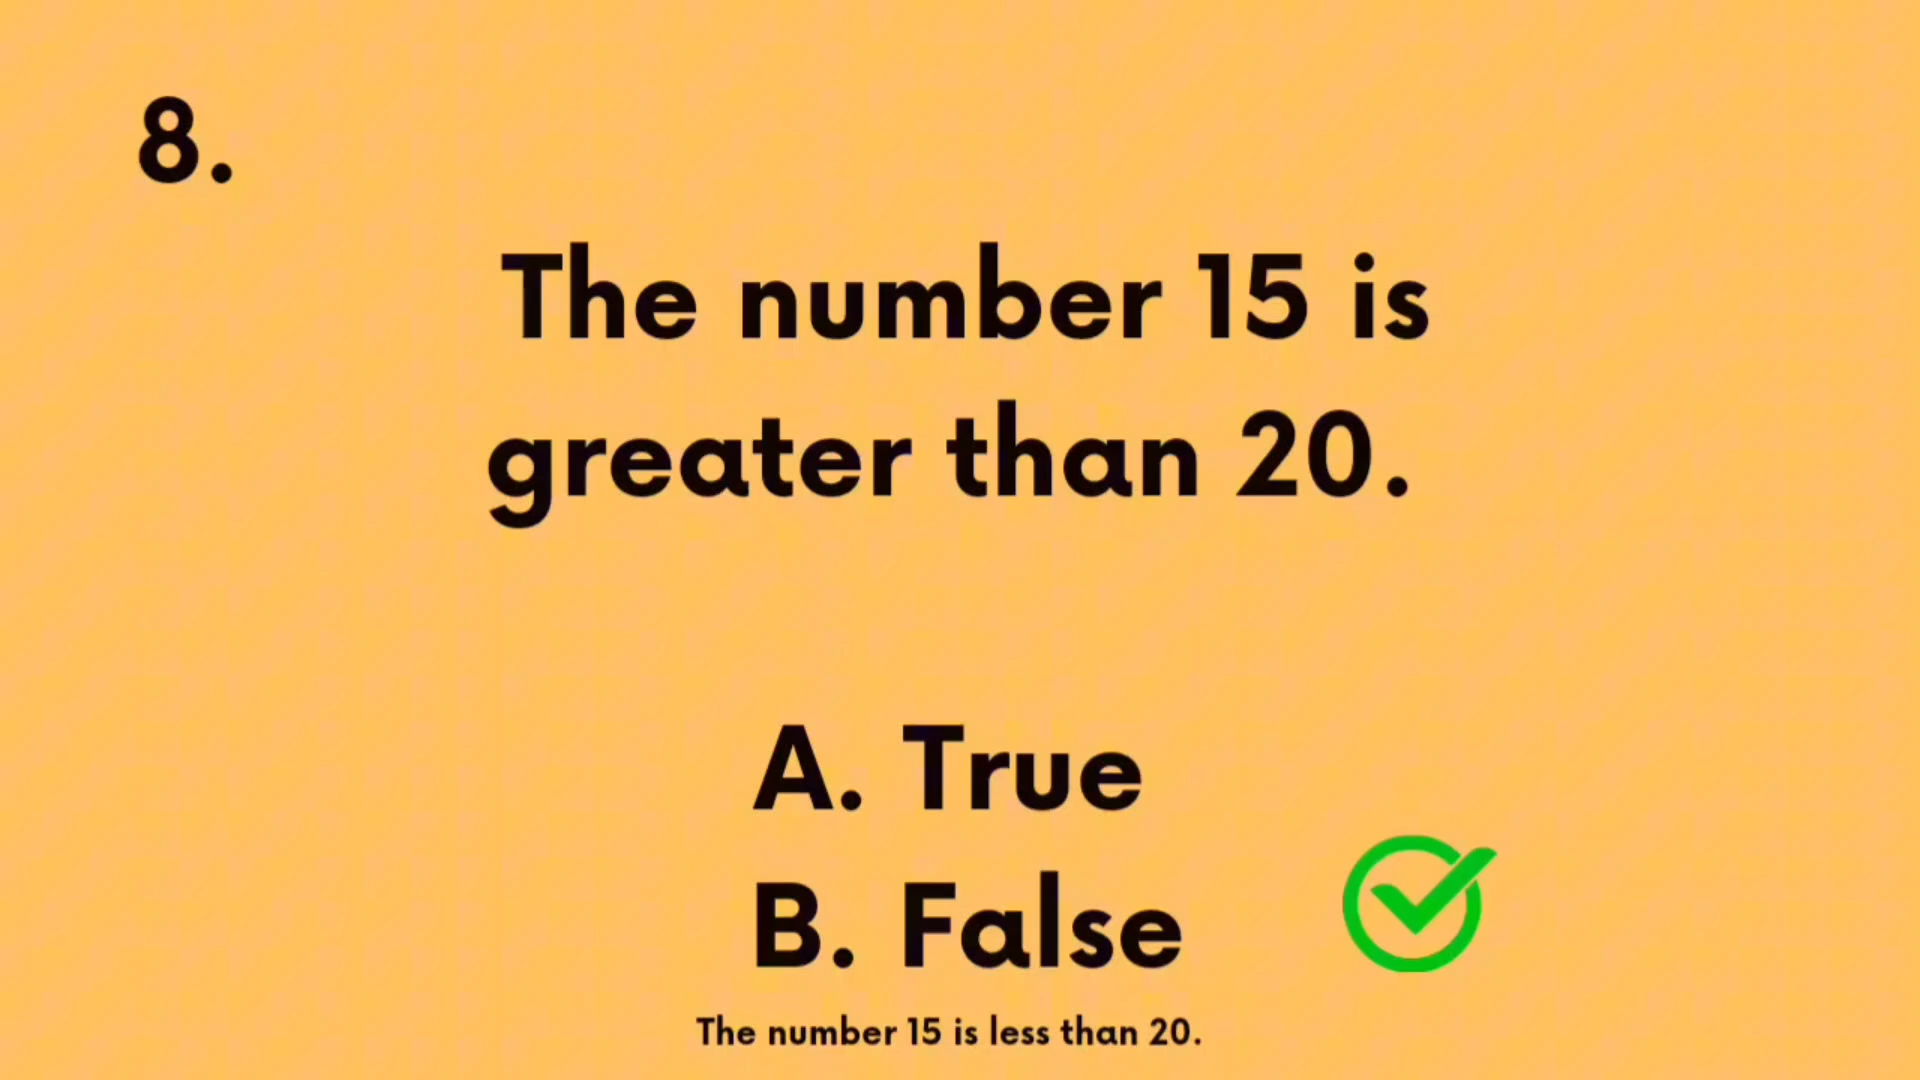 8.
The number 15 is
greater than 20.
A. True
B. False
The number 15 is less than 20.